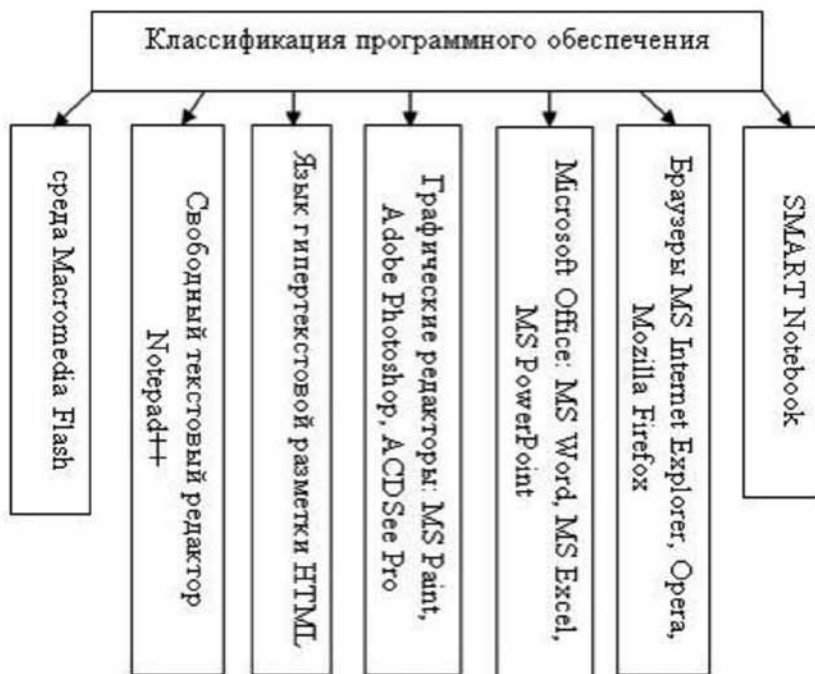 Классификация программного обеспечения
среда Macromedia Flash
Свободный текстовый редактор
Notepad++
Язык гипертекстовой разметки HTML
Графические редакторы: MS Paint,
Adobe Photoshop, ACDSee Pro
Microsoft Office: MS Word, MS Excel,
MS PowerPoint
Браузеры MS Internet Explorer, Opera,
Mozilla Firefox
SMART Notebook